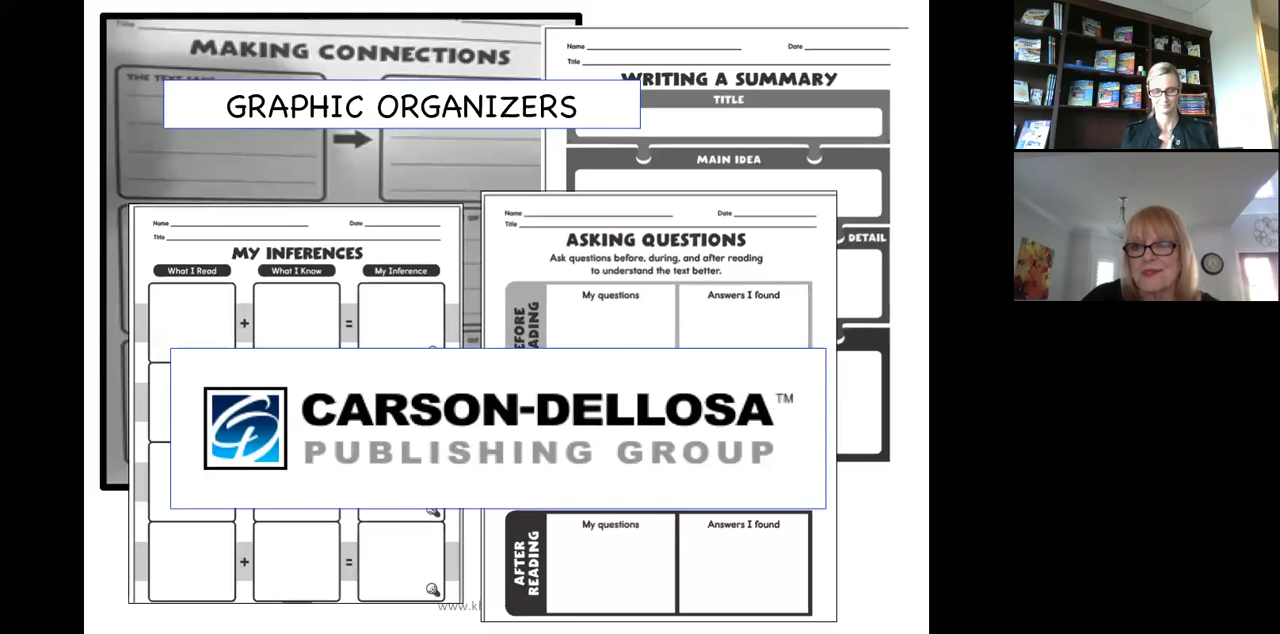 Title
MAKING CONNECTIONS
GRAPHIC ORGANIZERS
Name Date
Title
WRITING A SUMMARY
TITLE
MAIN IDEA
DETAIL
Name Date
Title
MY INFERENCES
What I Read What I Know My Inference
+ =
+ =
Name Date
Title
ASKING QUESTIONS
Ask questions before, during, and after reading
to understand the text better.
My questions Answers I found
CARSON-DELLOSA™
PUBLISHING GROUP
My questions Answers I found
AFTER
READING